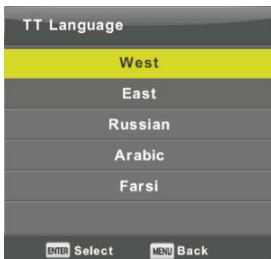 TT Language
West
East
Russian
Arabic
Farsi
ENTER Select MENU Back